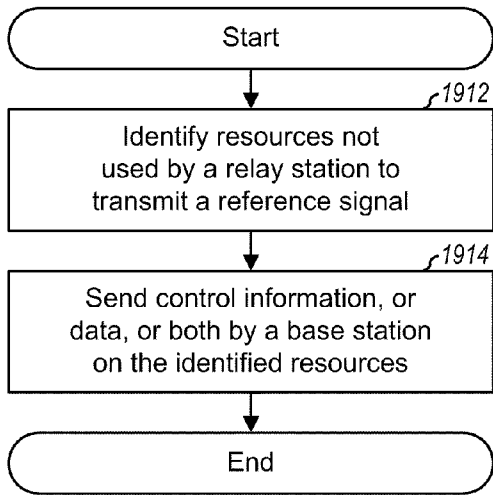 Start
1912
Identify resources not
used by a relay station to
transmit a reference signal
1914
Send control information, or
data, or both by a base station
on the identified resources
End